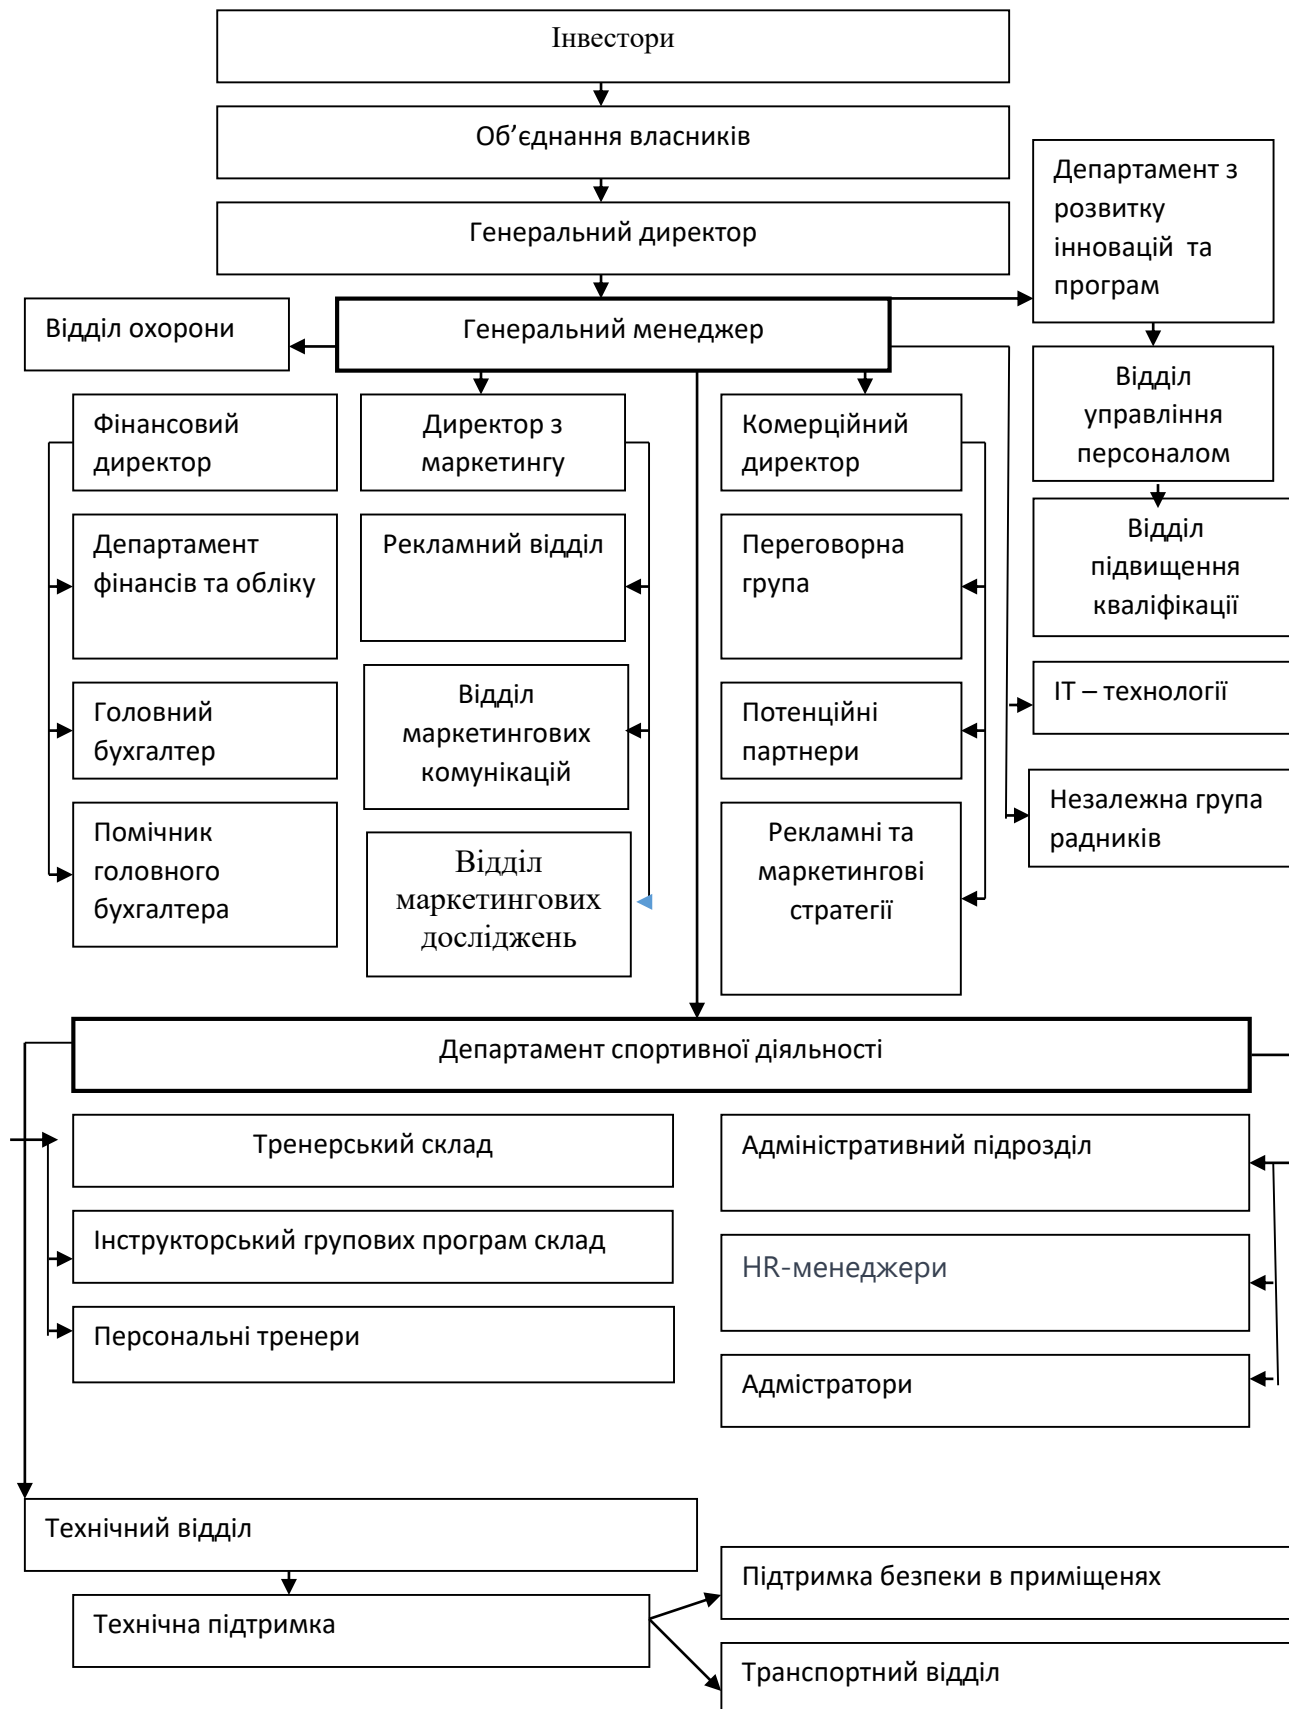 Інвестори
Об’єднання власників
Генеральний директор
Департамент з
розвитку
інновацій та
програм
Відділ охорони
Генеральний менеджер
Відділ
управління
персоналом
Фінансовий
директор
Директор з
маркетингу
Комерційний
директор
Департамент
фінансів та обліку
Рекламний відділ
Переговорна
група
Відділ
підвищення
кваліфікації
Головний
бухгалтер
Відділ
маркетингових
комунікацій
Потенційні
партнери
ІТ – технології
Помічник
головного
бухгалтера
Відділ
маркетингових
досліджень
Рекламні та
маркетингові
стратегії
Незалежна група
радників
Департамент спортивної діяльності
Тренерський склад
Адміністративний підрозділ
Інструкторський групових програм склад
HR-менеджери
Персональні тренери
Адмістратори
Технічний відділ
Технічна підтримка
Підтримка безпеки в приміщенях
Транспортний відділ